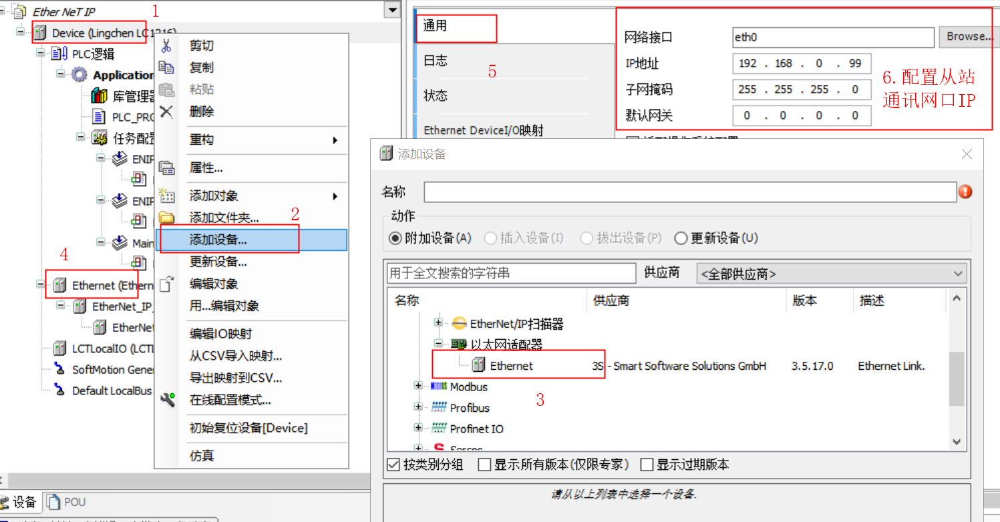 Ether NeT IP
1
Device (Lingchen LC1216)
PLC逻辑
Application
库管理器
PLC_PRG
任务配置
ENIP
ENIP
Main
4
Ethernet (Ethern
EtherNet_IP_
EtherNet
LCTLocalIO (LCTL
SoftMotion Gener
Default LocalBus
设备
POU
剪切
复制
粘贴
删除
重构
属性...
添加对象
添加文件夹...
2
添加设备...
更新设备...
编辑对象
用...编辑对象
编辑IO映射
从CSV导入映射...
导出映射到CSV...
在线配置模式...
初始复位设备[Device]
仿真
通用
日志
5
状态
Ethernet DeviceI/O映射
网络接口 eth0 Browse...
IP地址 192 . 168 . 0 . 99
子网掩码 255 . 255 . 255 . 0
默认网关 0 . 0 . 0 . 0
6.配置从站
通讯网口IP
添加设备
名称
动作
附加设备(A) 插入设备(I) 拔出设备(P) 更新设备(U)
用于全文搜索的字符串 供应商 <全部供应商>
名称 供应商 版本 描述
EtherNet/IP扫描器
以太网适配器
Ethernet 3S - Smart Software Solutions GmbH 3.5.17.0 Ethernet Link.
Modbus
3
Profibus
Profinet IO
Sercos
按类别分组 显示所有版本(仅限专家) 显示过期版本
请从以上列表中选择一个设备.